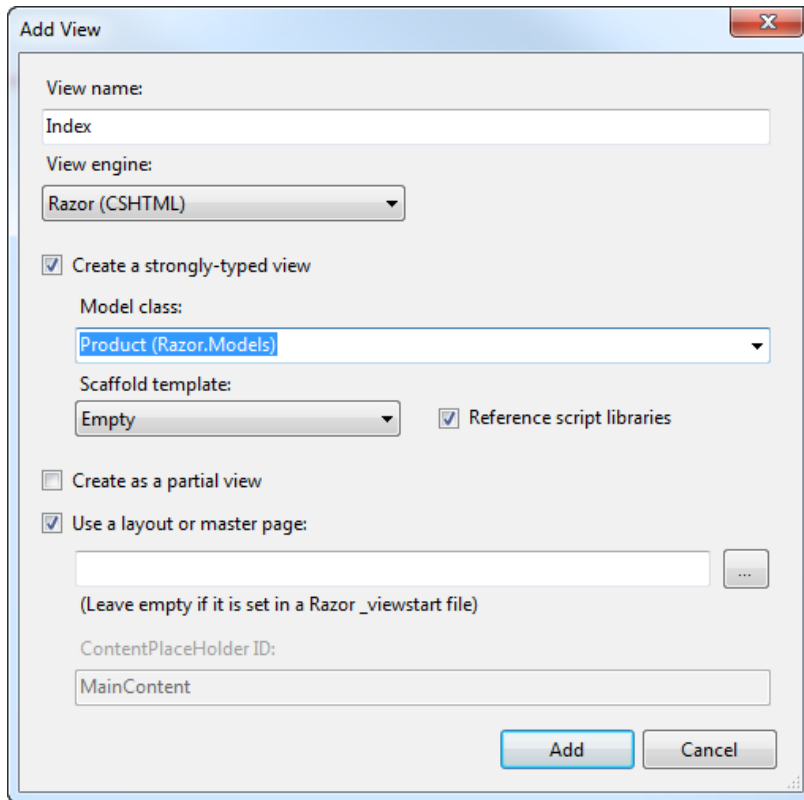 Add View
View name:
Index
View engine:
Razor (CSHTML)
Create a strongly-typed view
Model class:
Product (Razor.Models)
Scaffold template:
Empty
Reference script libraries
Create as a partial view
Use a layout or master page:
...
(Leave empty if it is set in a Razor _viewstart file)
ContentPlaceHolder ID:
MainContent
Add
Cancel